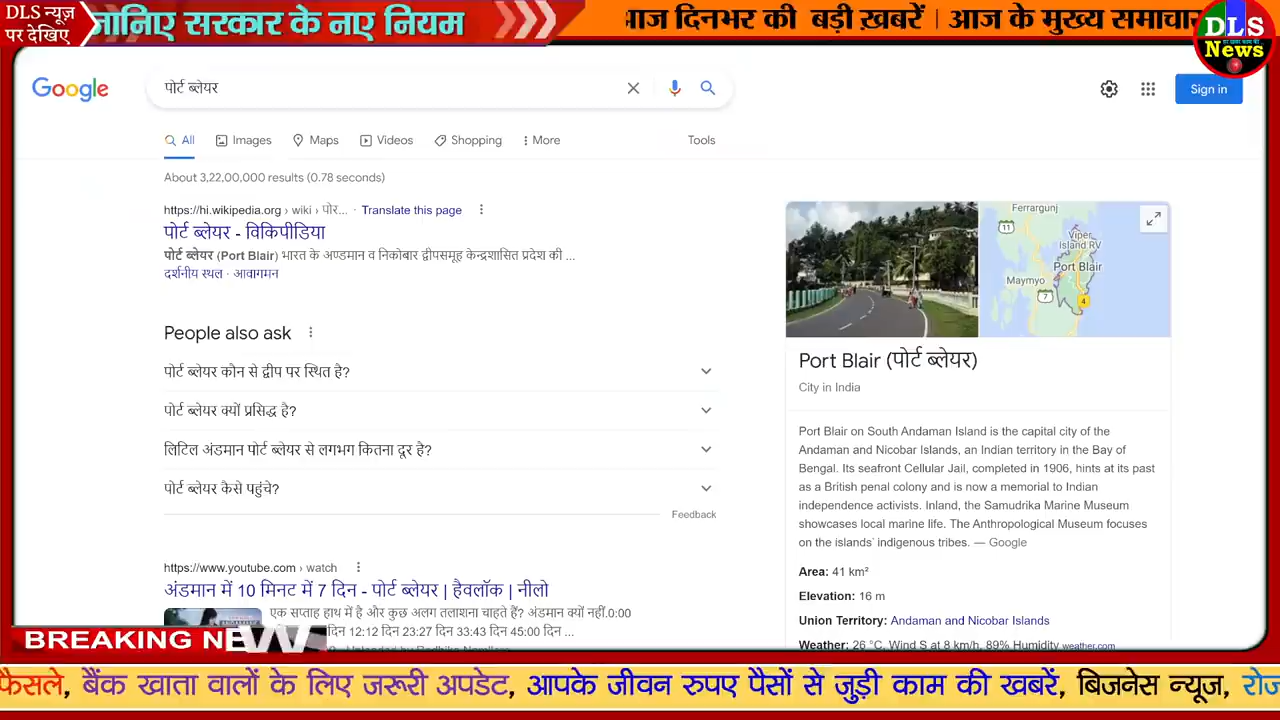 DLS न्यूज़
पर देखिए
जानिए सरकार के नए नियम
आज दिनभर की बड़ी ख़बरें | आज के मुख्य समाचार
DLS
News
Google
पोर्ट ब्लेयर
Sign in
All Images Maps Videos Shopping More Tools
About 3,22,00,000 results (0.78 seconds)
https://hi.wikipedia.org › wiki › पोर... · Translate this page
पोर्ट ब्लेयर - विकिपीडिया
पोर्ट ब्लेयर (Port Blair) भारत के अण्डमान व निकोबार द्वीपसमूह केन्द्रशासित प्रदेश की ...
दर्शनीय स्थल · आवागमन
People also ask
पोर्ट ब्लेयर कौन से द्वीप पर स्थित है?
पोर्ट ब्लेयर क्यों प्रसिद्ध है?
लिटिल अंडमान पोर्ट ब्लेयर से लगभग कितना दूर है?
पोर्ट ब्लेयर कैसे पहुंचे?
Feedback
https://www.youtube.com › watch
अंडमान में 10 मिनट में 7 दिन - पोर्ट ब्लेयर | हैवलॉक | नीलो
एक सप्ताह हाथ में है और कुछ अलग तलाशना चाहते हैं? अंडमान क्यों नहीं.0:00
दिन 12:12 दिन 23:27 दिन 33:43 दिन 45:00 दिन ...
Ferrargunj
11
Viper
Island RV
Port Blair
Maymyo
7
4
Port Blair (पोर्ट ब्लेयर)
City in India
Port Blair on South Andaman Island is the capital city of the
Andaman and Nicobar Islands, an Indian territory in the Bay of
Bengal. Its seafront Cellular Jail, completed in 1906, hints at its past
as a British penal colony and is now a memorial to Indian
independence activists. Inland, the Samudrika Marine Museum
showcases local marine life. The Anthropological Museum focuses
on the islands' indigenous tribes. — Google
Area: 41 km²
Elevation: 16 m
Union Territory: Andaman and Nicobar Islands
Weather: 26 °C, Wind S at 8 km/h, 89% Humidity weather.com
BREAKING NEW
फैसले, बैंक खाता वालों के लिए जरूरी अपडेट, आपके जीवन रुपए पैसों से जुड़ी काम की खबरें, बिजनेस न्यूज,